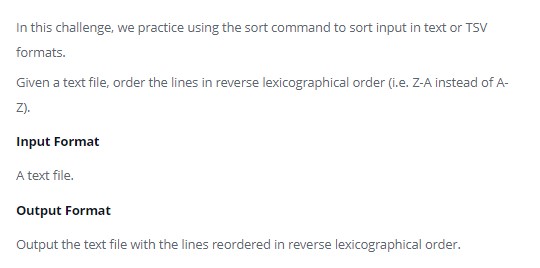 In this challenge, we practice using the sort command to sort input in text or TSV
formats.
Given a text file, order the lines in reverse lexicographical order (i.e. Z-A instead of A-
Z).
Input Format
A text file.
Output Format
Output the text file with the lines reordered in reverse lexicographical order.